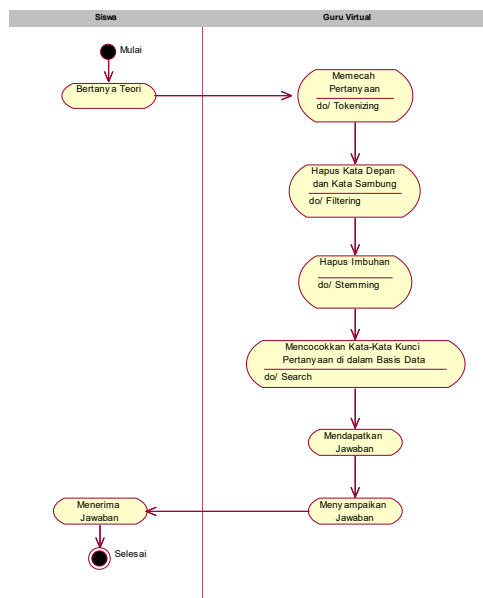 Siswa
Guru Virtual
Mulai
Bertanya Teori
Memecah
Pertanyaan
do/ Tokenizing
Hapus Kata Depan
dan Kata Sambung
do/ Filtering
Hapus Imbuhan
do/ Stemming
Mencocokkan Kata-Kata Kunci
Pertanyaan di dalam Basis Data
do/ Search
Mendapatkan
Jawaban
Menyampaikan
Jawaban
Menerima
Jawaban
Selesai